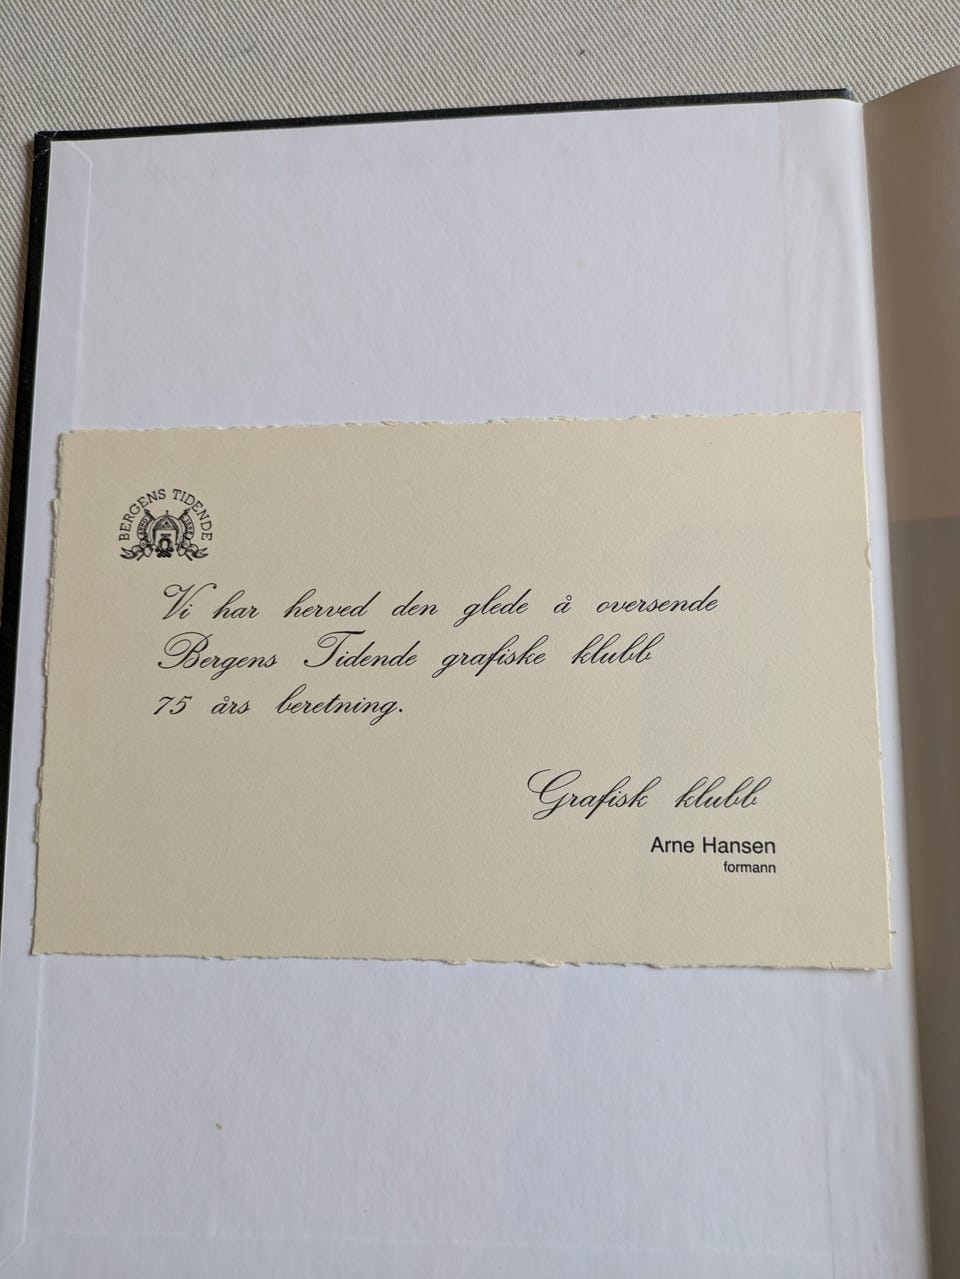 BERGENS TIDENDE
Vi har herved den glede å oversende
Bergens Tidende grafiske klubb
75 års beretning.
Grafisk klubb
Arne Hansen
formann